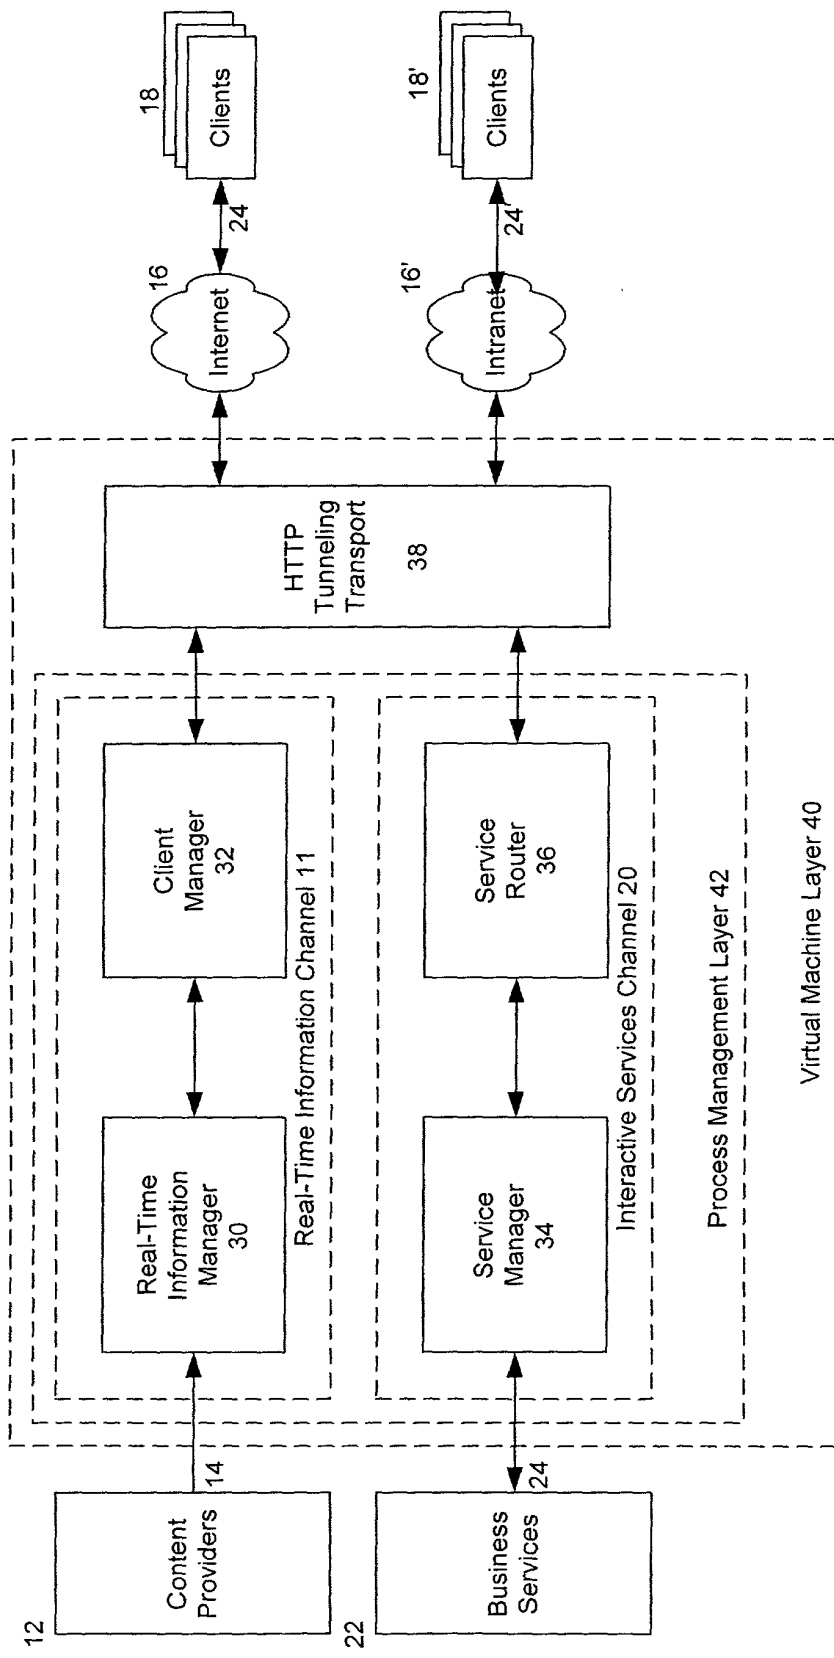 12
Content
Providers
14
Real-Time
Information
Manager
30
Client
Manager
32
Real-Time Information Channel 11
HTTP
Tunneling
Transport
38
16
Internet
24
18
Clients
22
Business
Services
24
Service
Manager
34
Service
Router
36
Interactive Services Channel 20
16'
Intranet
24'
18'
Clients
Process Management Layer 42
Virtual Machine Layer 40